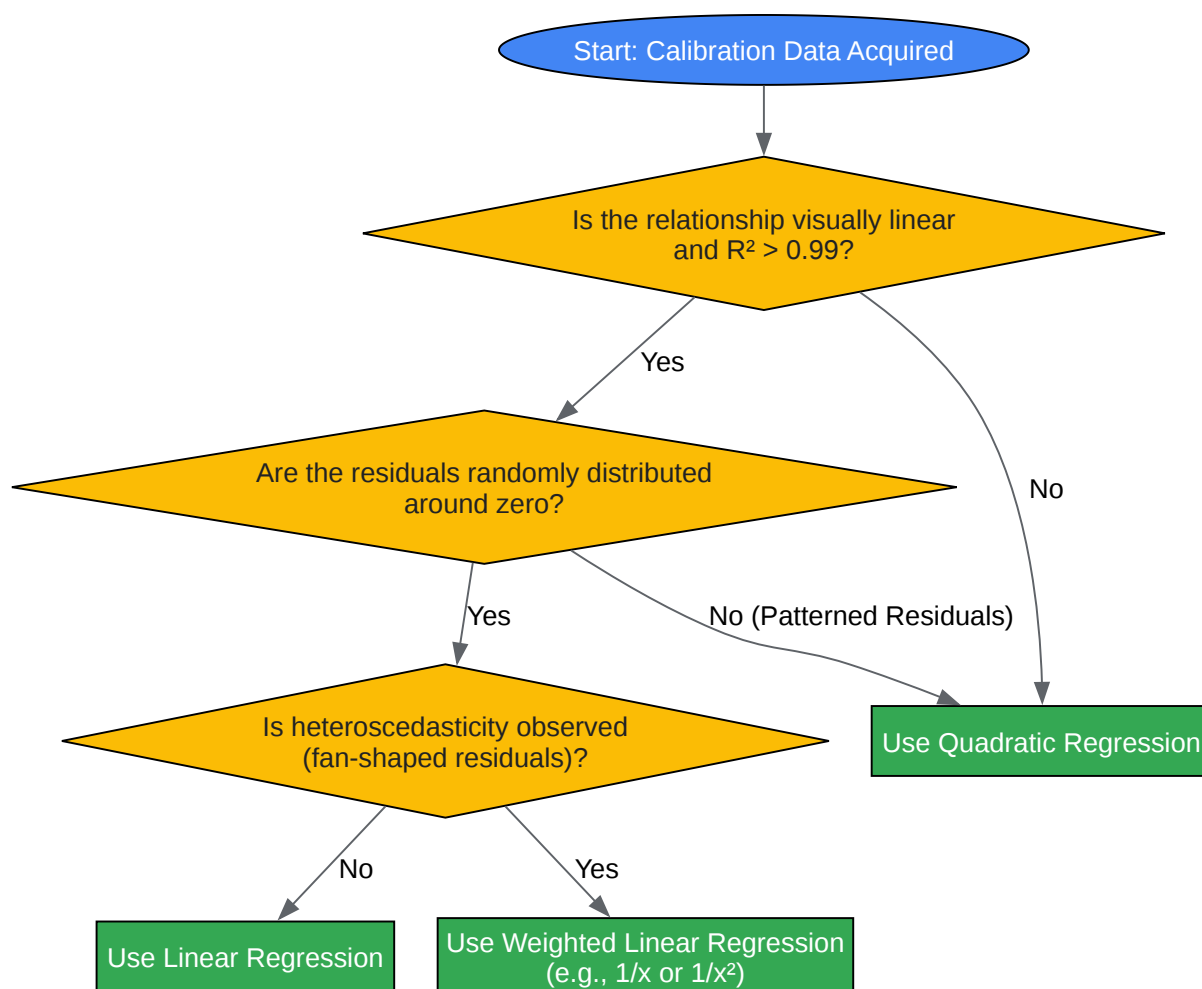 Start: Calibration Data Acquired
Is the relationship visually linear
and R² > 0.99?
Yes
No
Are the residuals randomly distributed
around zero?
Yes
No (Patterned Residuals)
Is heteroscedasticity observed
(fan-shaped residuals)?
Use Quadratic Regression
No
Yes
Use Linear Regression
Use Weighted Linear Regression
(e.g., 1/x or 1/x²)